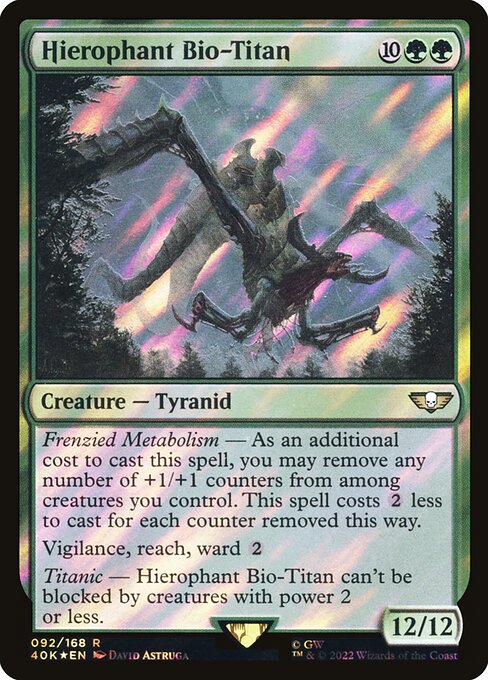 Hierophant Bio-Titan 10
Creature — Tyranid
Frenzied Metabolism — As an additional
cost to cast this spell, you may remove any
number of +1/+1 counters from among
creatures you control. This spell costs 2 less
to cast for each counter removed this way.
Vigilance, reach, ward 2
Titanic — Hierophant Bio-Titan can't be
blocked by creatures with power 2
or less.
12/12
092/168 R
40K★EN David Astruga
© GW
™ & © 2022 Wizards of the Coast